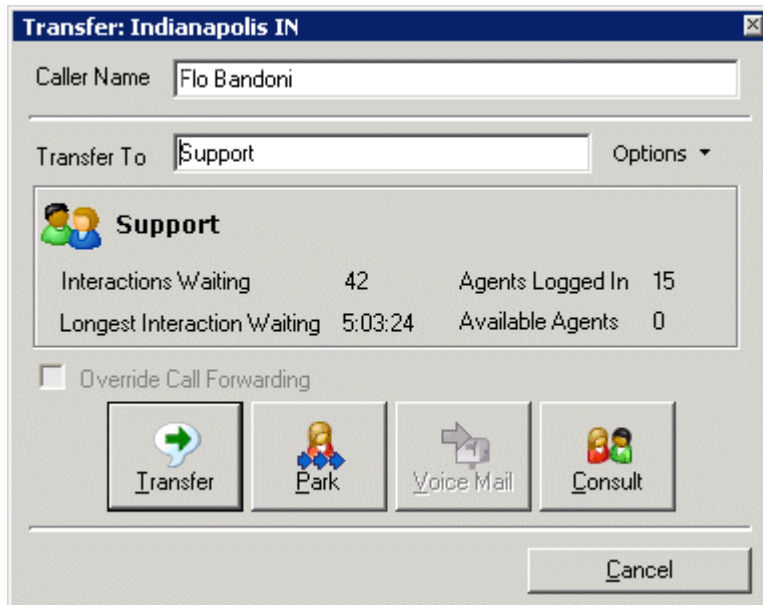 Transfer: Indianapolis IN
Caller Name Flo Bandoni
Transfer To Support Options
Support
Interactions Waiting 42 Agents Logged In 15
Longest Interaction Waiting 5:03:24 Available Agents 0
Override Call Forwarding
Transfer Park Voice Mail Consult
Cancel